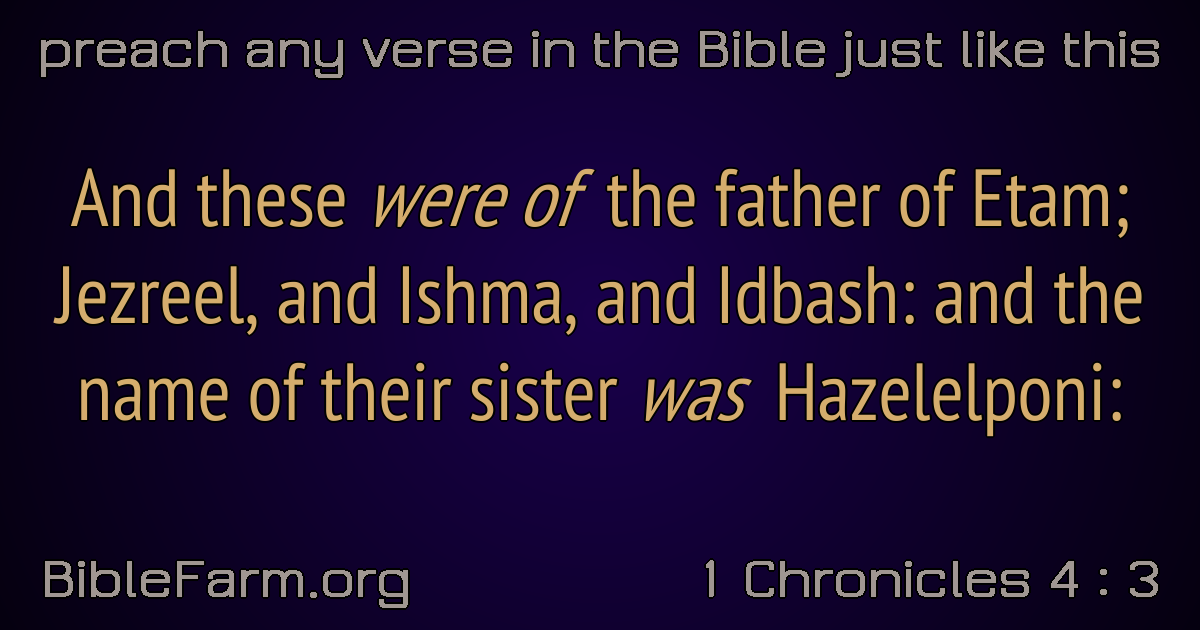 preach any verse in the Bible just like this
And these were of the father of Etam;
Jezreel, and Ishma, and Idbash: and the
name of their sister was Hazelelponi:
BibleFarm.org
1 Chronicles 4 : 3